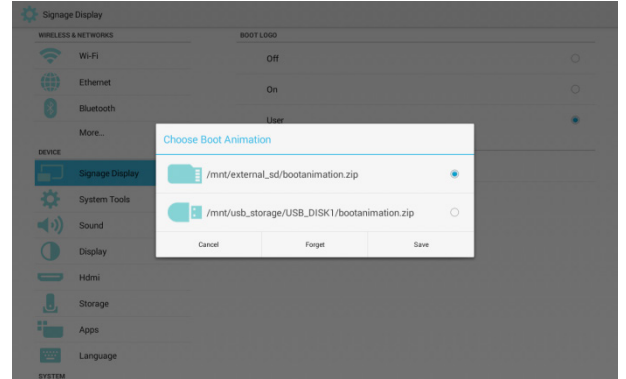 Signage Display
WIRELESS & NETWORKS
Wi-Fi
Ethernet
Bluetooth
More...
DEVICE
Signage Display
System Tools
Sound
Display
Hdmi
Storage
Apps
Language
SYSTEM
BOOT LOGO
Off
On
User
Choose Boot Animation
/mnt/external_sd/bootanimation.zip
/mnt/usb_storage/USB_DISK1/bootanimation.zip
Cancel Forget Save